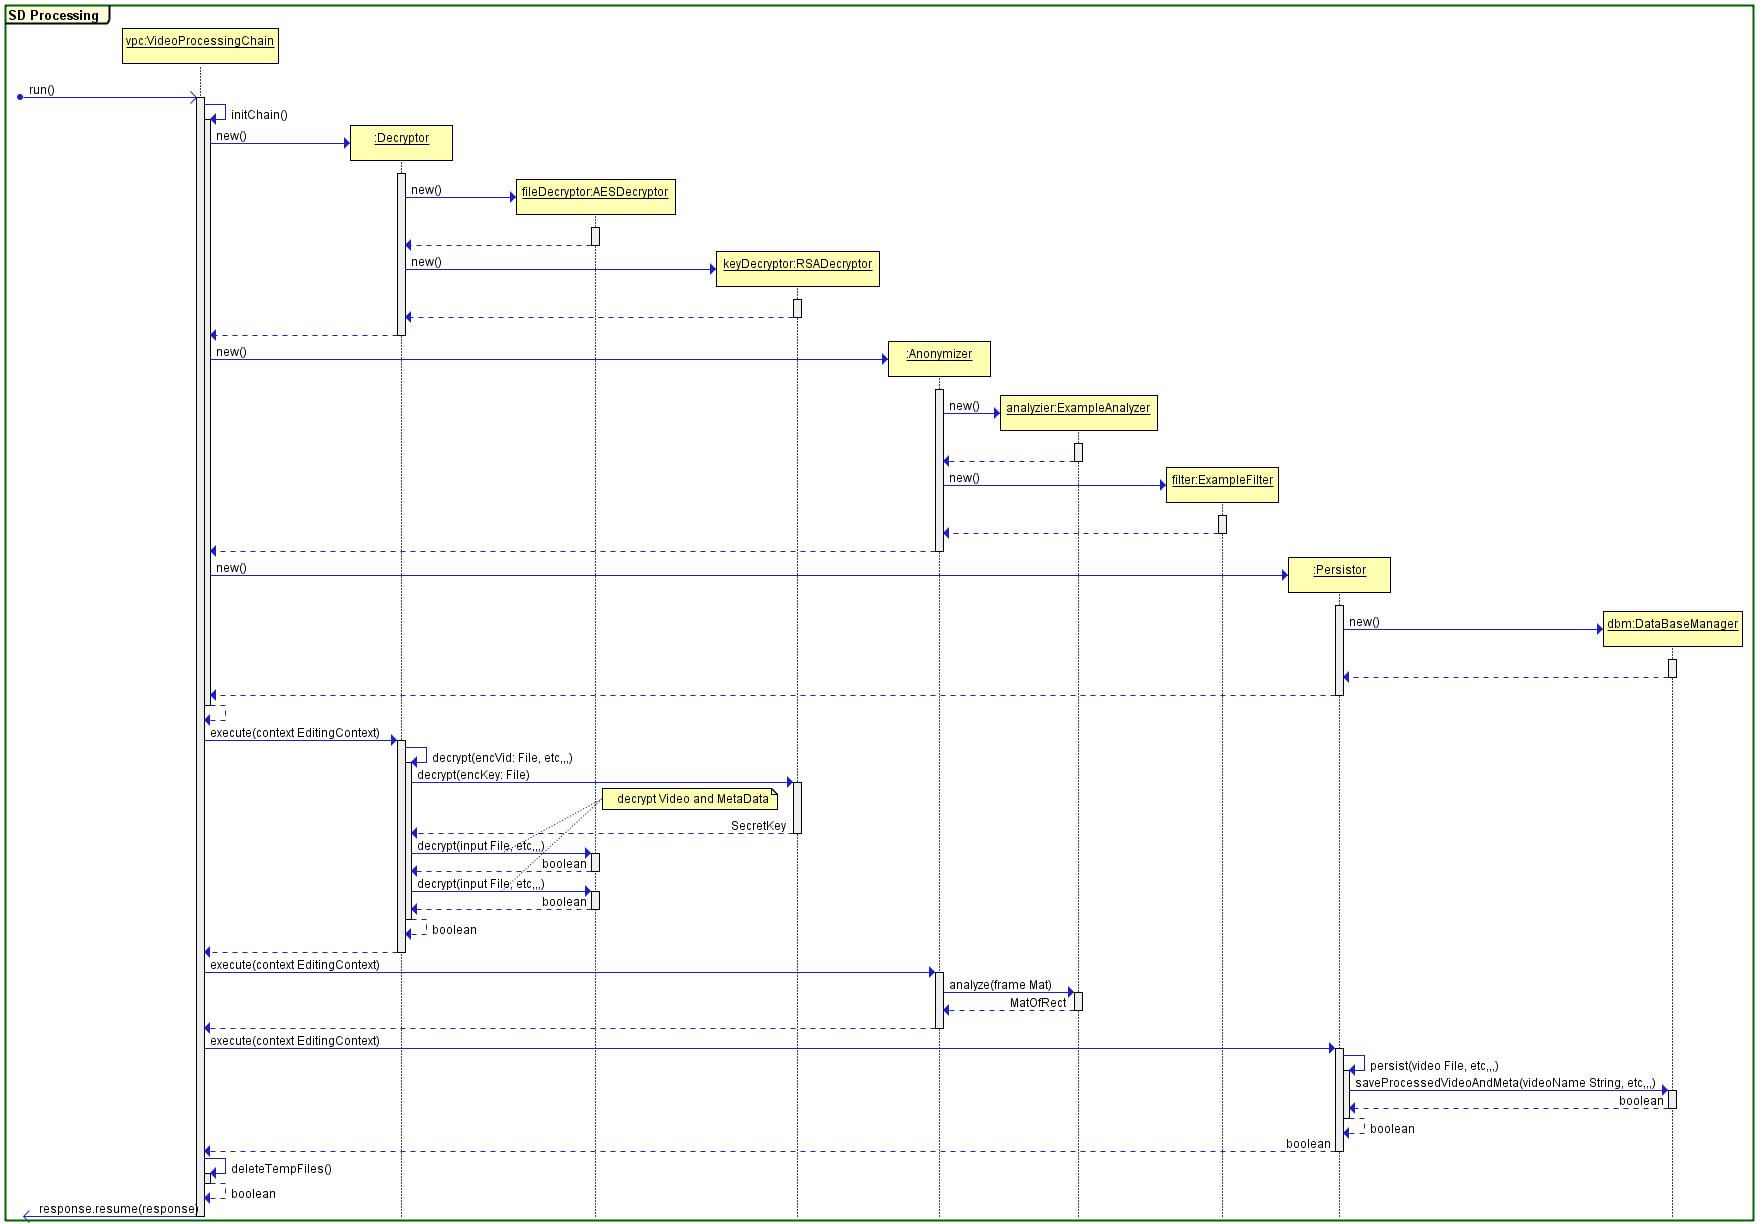 SD Processing
vpc:VideoProcessingChain
run()
initChain()
new()
:Decryptor
new()
fileDecryptor:AESDecryptor
new()
keyDecryptor:RSADecryptor
new()
:Anonymizer
new()
analyzier:ExampleAnalyzer
new()
filter:ExampleFilter
new()
:Persistor
new()
dbm:DataBaseManager
execute(context EditingContext)
decrypt(encVid: File, etc,,,)
decrypt(encKey: File)
decrypt Video and MetaData
SecretKey
decrypt(input File, etc,,,)
boolean
decrypt(input File, etc,,,)
boolean
boolean
execute(context EditingContext)
analyze(frame Mat)
MatOfRect
execute(context EditingContext)
persist(video File, etc,,,)
saveProcessedVideoAndMeta(videoName String, etc,,,)
boolean
boolean
boolean
deleteTempFiles()
boolean
response.resume(response)